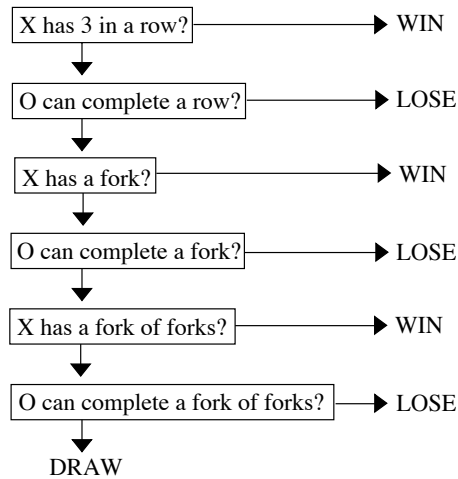 X has 3 in a row? WIN
O can complete a row? LOSE
X has a fork? WIN
O can complete a fork? LOSE
X has a fork of forks? WIN
O can complete a fork of forks? LOSE
DRAW